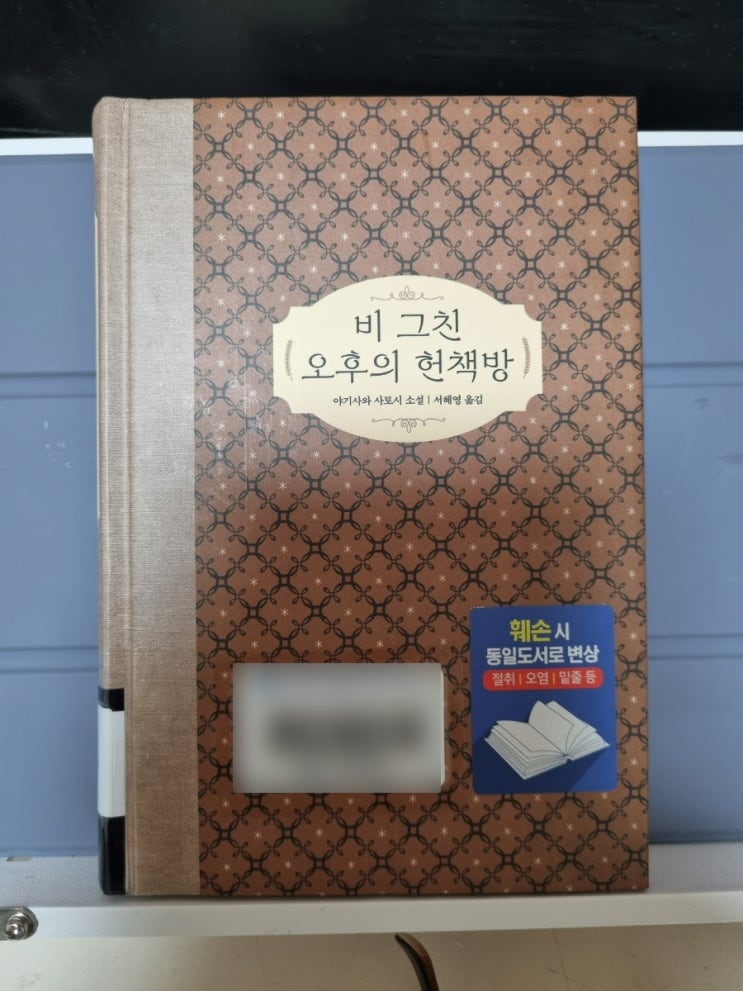 비 그친
오후의 헌책방
야기사와 사토시 소설 | 서혜영 옮김
훼손 시
동일도서로 변상
절취 | 오염 | 밑줄 등